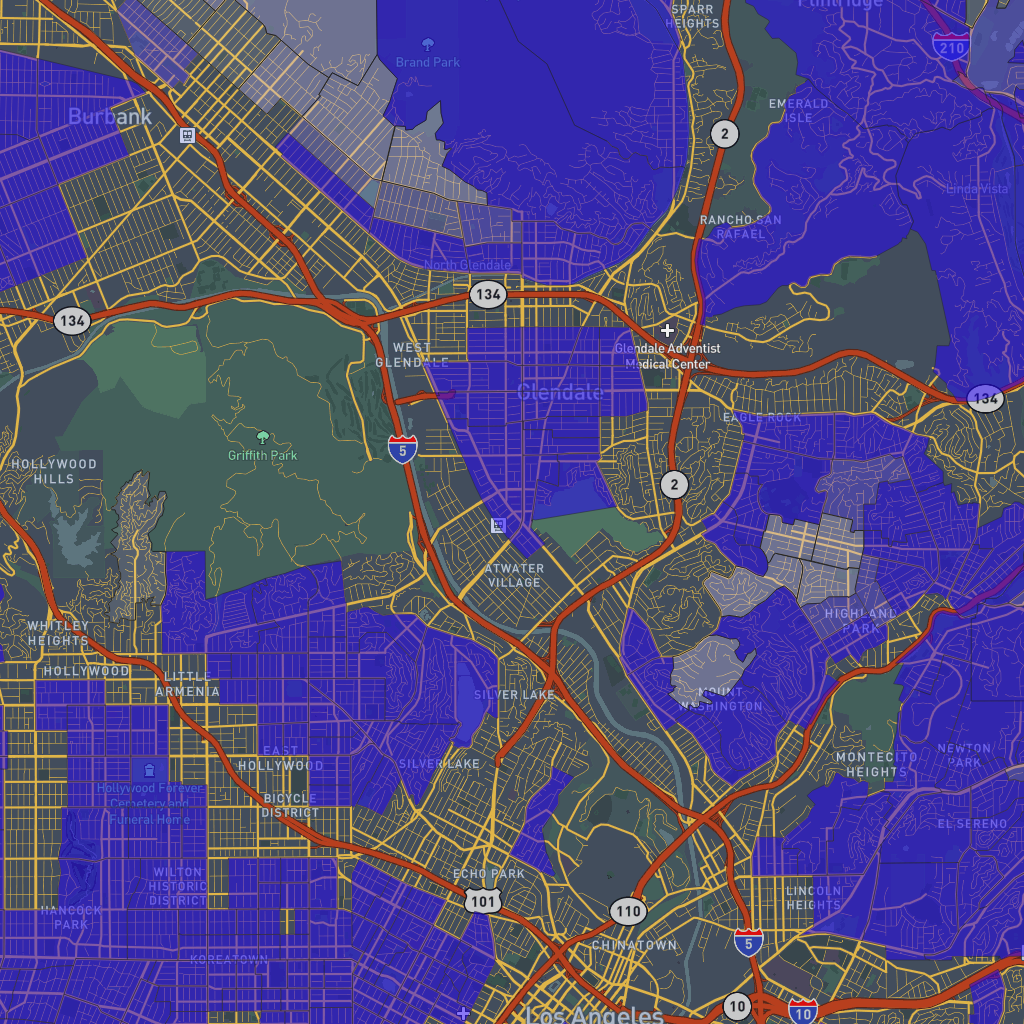 SPARR
HEIGHTS
Flintridge
210
Brand Park
Burbank
EMERALD
ISLE
2
Linda Vista
RANCHO SAN
RAFAEL
North Glendale
134
134
Glendale Adventist
Medical Center
WEST
GLENDALE
Glendale
134
EAGLE ROCK
Griffith Park
5
HOLLYWOOD
HILLS
2
ATWATER
VILLAGE
WHITLEY
HEIGHTS
HIGHLAND
PARK
HOLLYWOOD
LITTLE
ARMENIA
SILVER LAKE
MOUNT
WASHINGTON
EAST
HOLLYWOOD
SILVER LAKE
MONTECITO
HEIGHTS
NEWTON
PARK
Hollywood Forever
Cemetery and
Funeral Home
BICYCLE
DISTRICT
EL SERENO
WILTON
HISTORIC
DISTRICT
ECHO PARK
LINCOLN
HEIGHTS
101
110
HANCOCK
PARK
CHINATOWN
5
KOREATOWN
10
10
Los Angeles